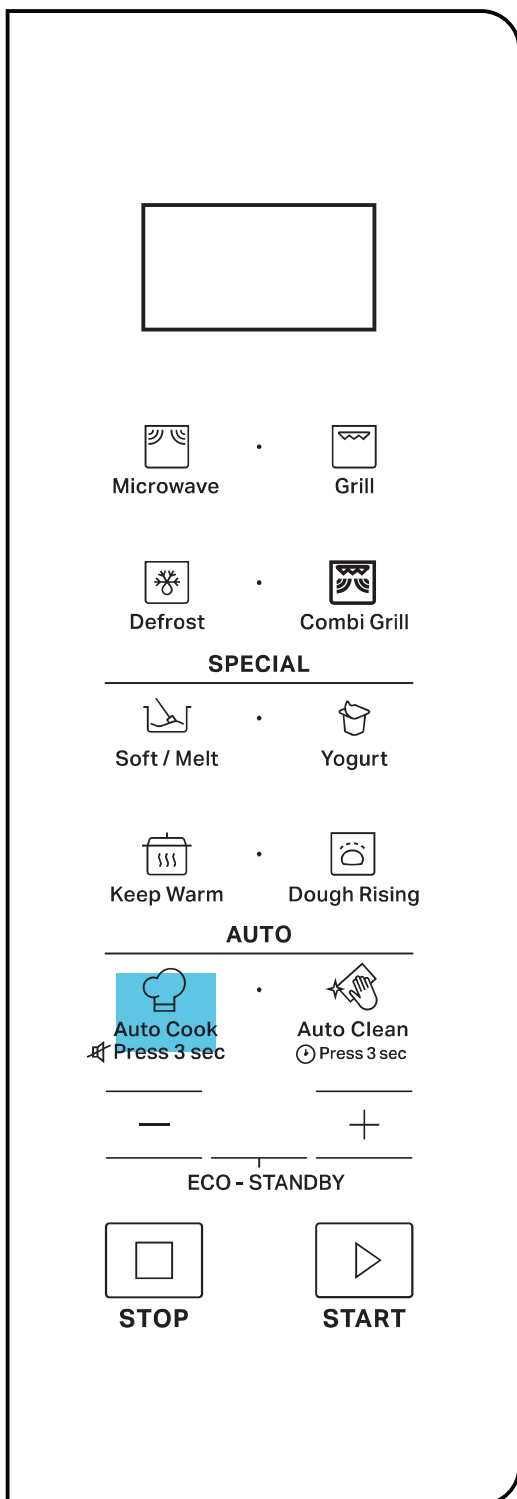 Microwave Grill
Defrost Combi Grill
SPECIAL
Soft / Melt Yogurt
Keep Warm Dough Rising
AUTO
Auto Cook Auto Clean
Press 3 sec Press 3 sec
ECO - STANDBY
STOP START